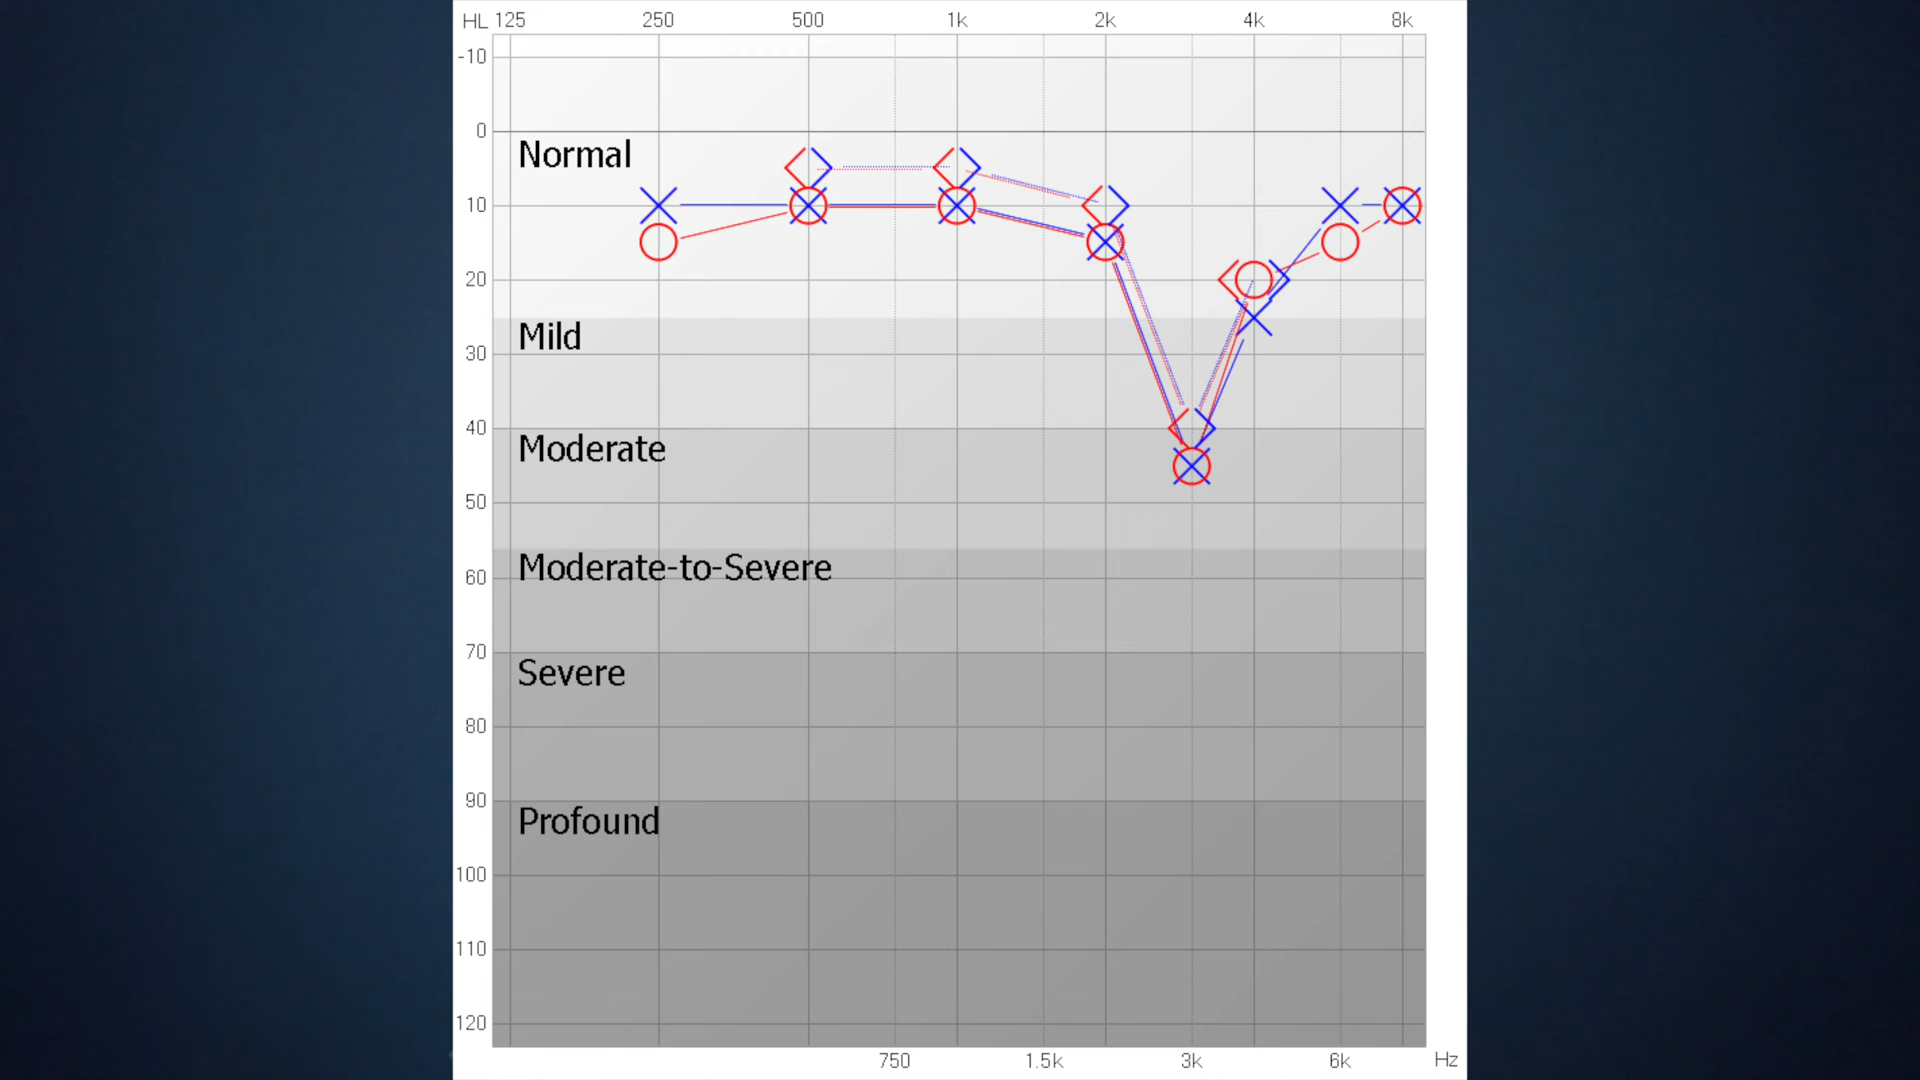 HL 125 250 500 1k 2k 4k 8k
-10
0
Normal
10
20
Mild
30
40
Moderate
50
Moderate-to-Severe
60
70
Severe
80
90
Profound
100
110
120
750 1.5k 3k 6k Hz